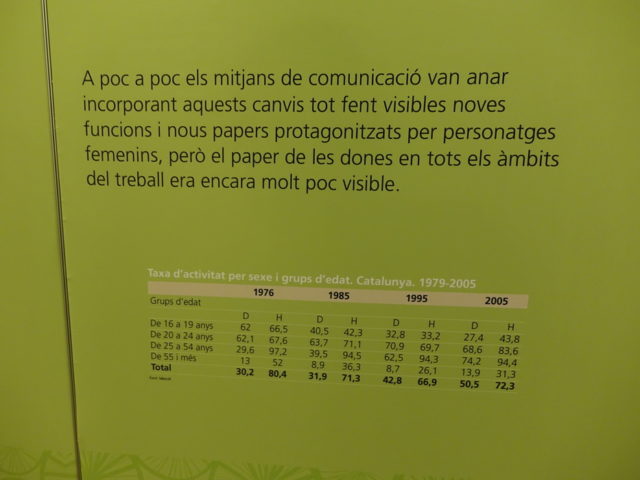 A poc a poc els mitjans de comunicació van anar
incorporant aquests canvis tot fent visibles noves
funcions i nous papers protagonitzats per personatges
femenins, però el paper de les dones en tots els àmbits
del treball era encara molt poc visible.
Taxa d'activitat per sexe i grups d'edat. Catalunya. 1979-2005
1976 1985 1995 2005
Grups d'edat
D H D H D H D H
De 16 a 19 anys 62 66,5 40,5 42,3 32,8 33,2 27,4 43,8
De 20 a 24 anys 62,1 67,6 63,7 71,1 70,9 69,7 68,6 83,6
De 25 a 54 anys 29,6 97,2 39,5 94,5 62,5 94,3 74,2 94,4
De 55 i més 13 52 8,9 36,3 8,7 26,1 13,9 31,3
Total 30,2 80,4 31,9 71,3 42,8 66,9 50,5 72,3